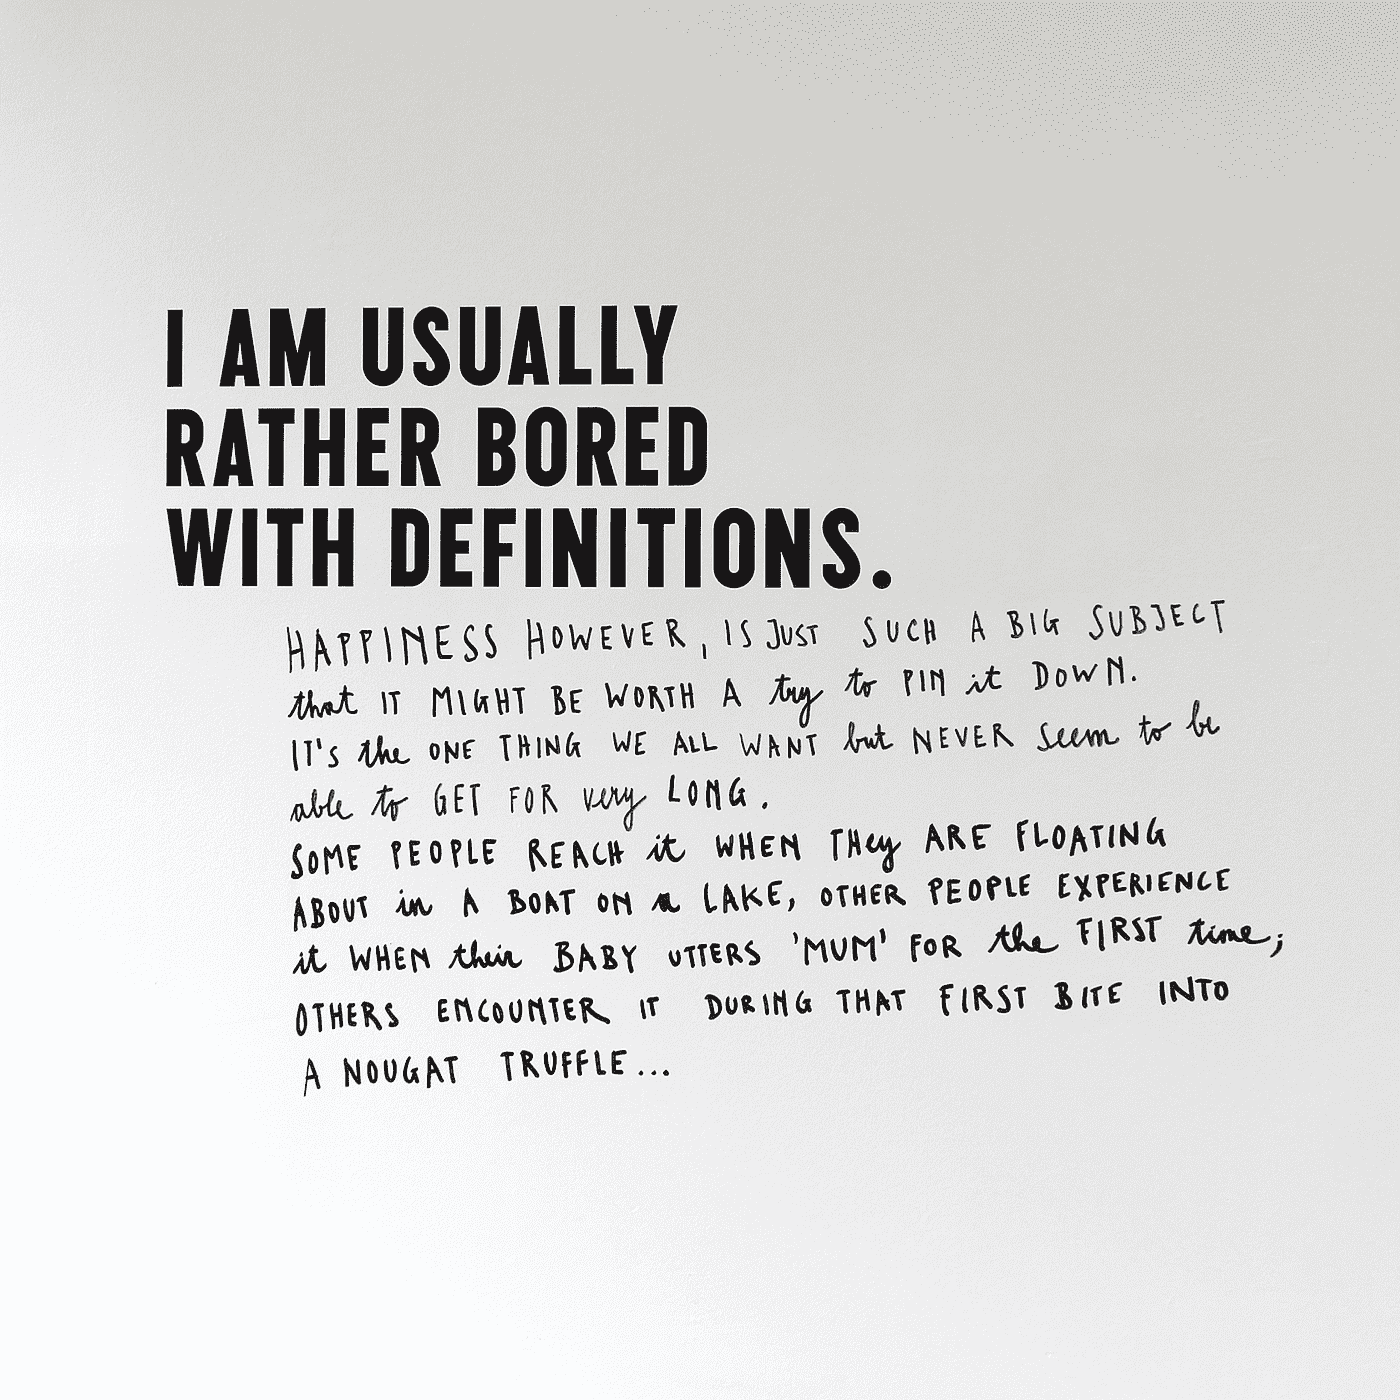 I AM USUALLY
RATHER BORED
WITH DEFINITIONS.
HAPPINESS HOWEVER, IS JUST SUCH A BIG SUBJECT
that IT MIGHT BE WORTH A try to PIN it DOWN.
IT'S the ONE THING WE ALL WANT but NEVER Seem to be
able to GET FOR very LONG.
SOME PEOPLE REACH it WHEN THey ARE FLOATING
ABOUT in A BOAT ON a LAKE, OTHER PEOPLE EXPERIENCE
it WHEN their BABY UTTERS 'MUM' FOR the FIRST time;
OTHERS ENCOUNTER IT DURING THAT FIRST BITE INTO
A NOUGAT TRUFFLE...